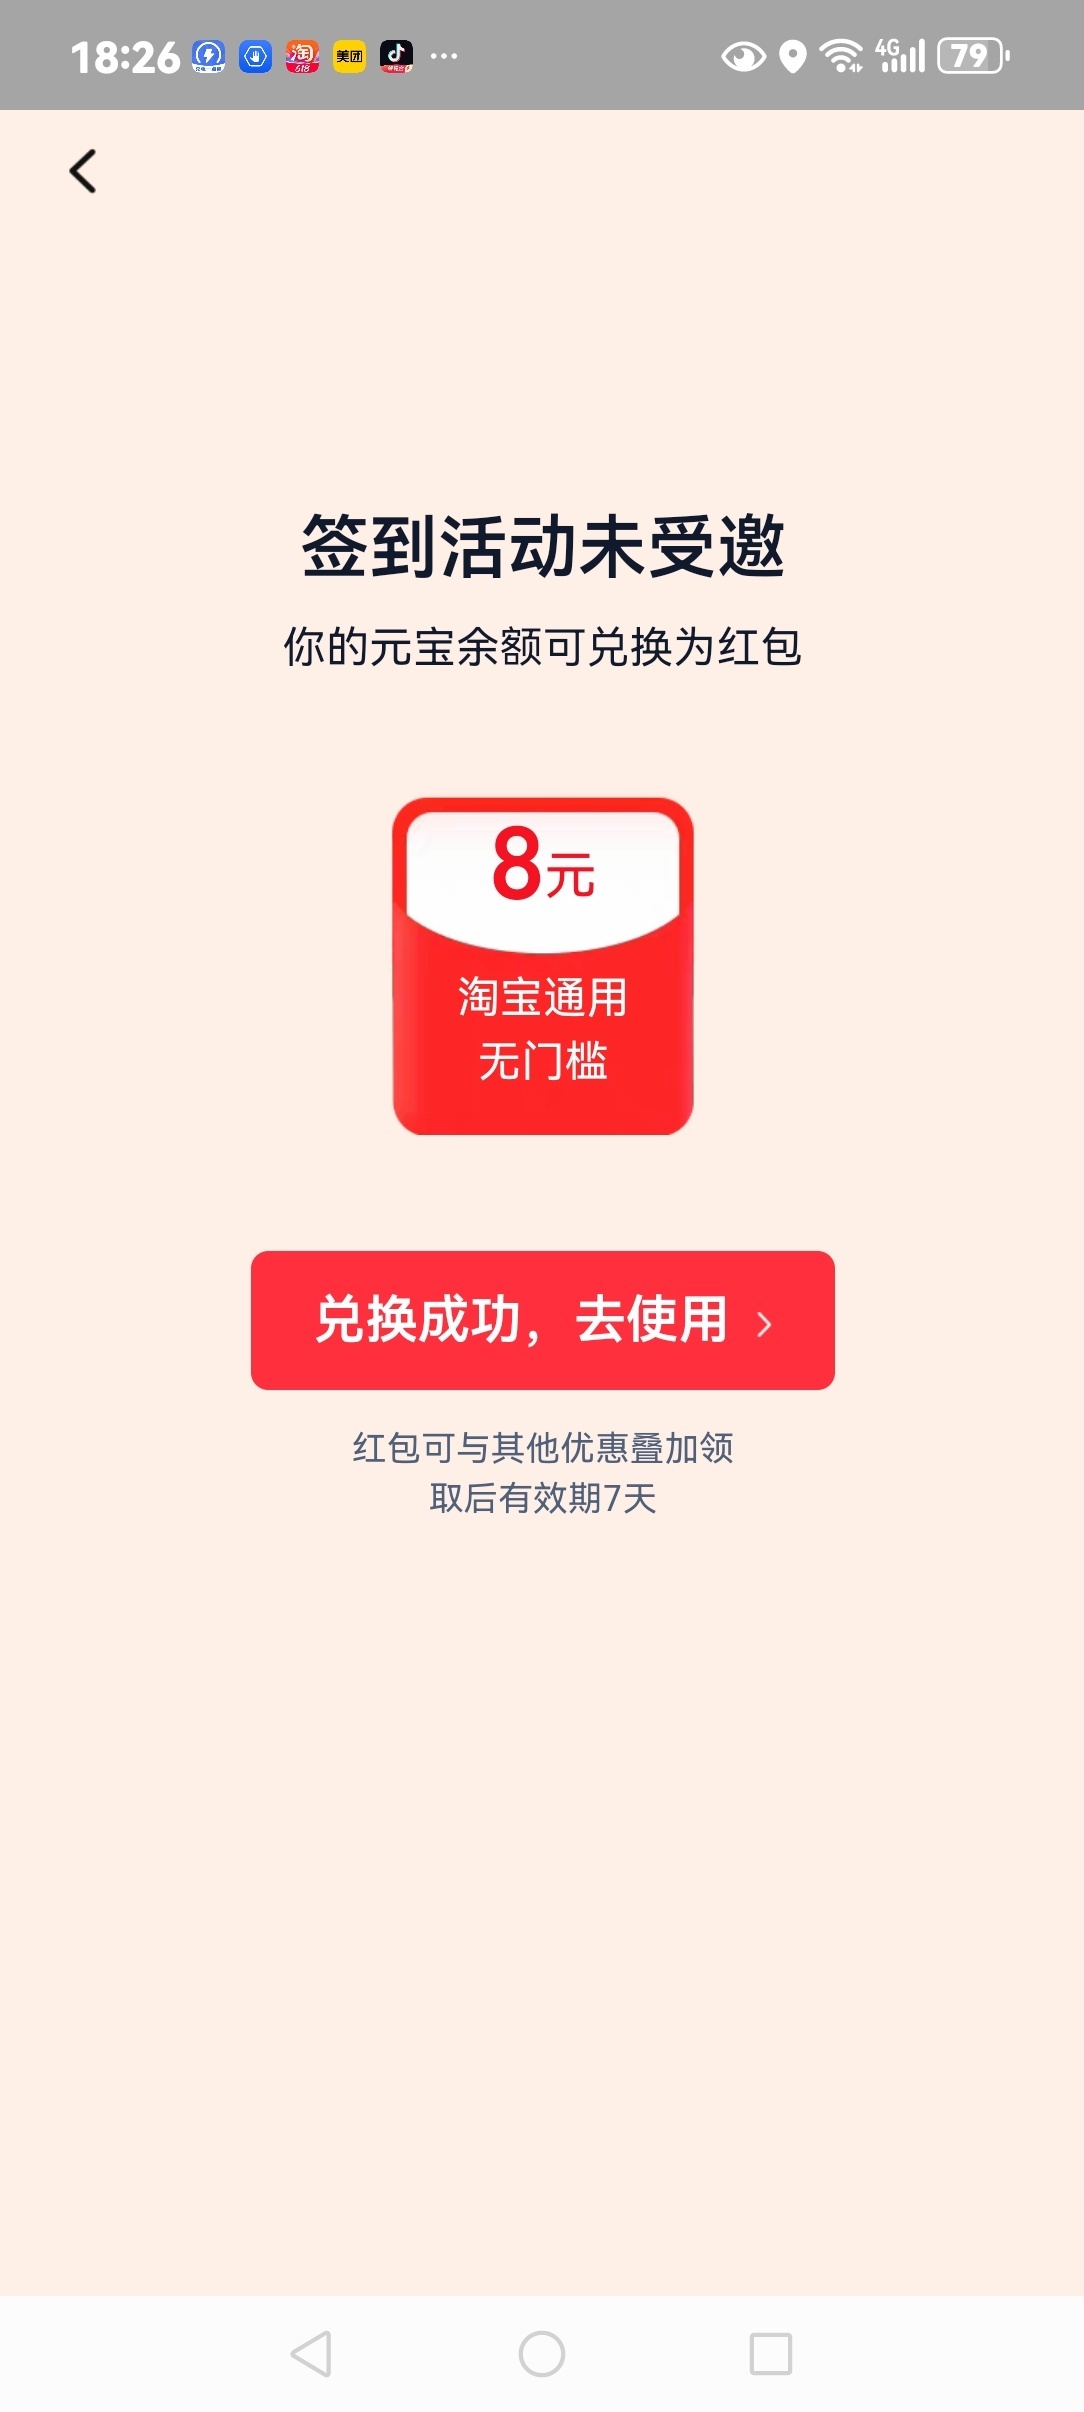 18:26
淘
618
美团
4G
79
签到活动未受邀
你的元宝余额可兑换为红包
8元
淘宝通用
无门槛
兑换成功，去使用
红包可与其他优惠叠加领
取后有效期7天